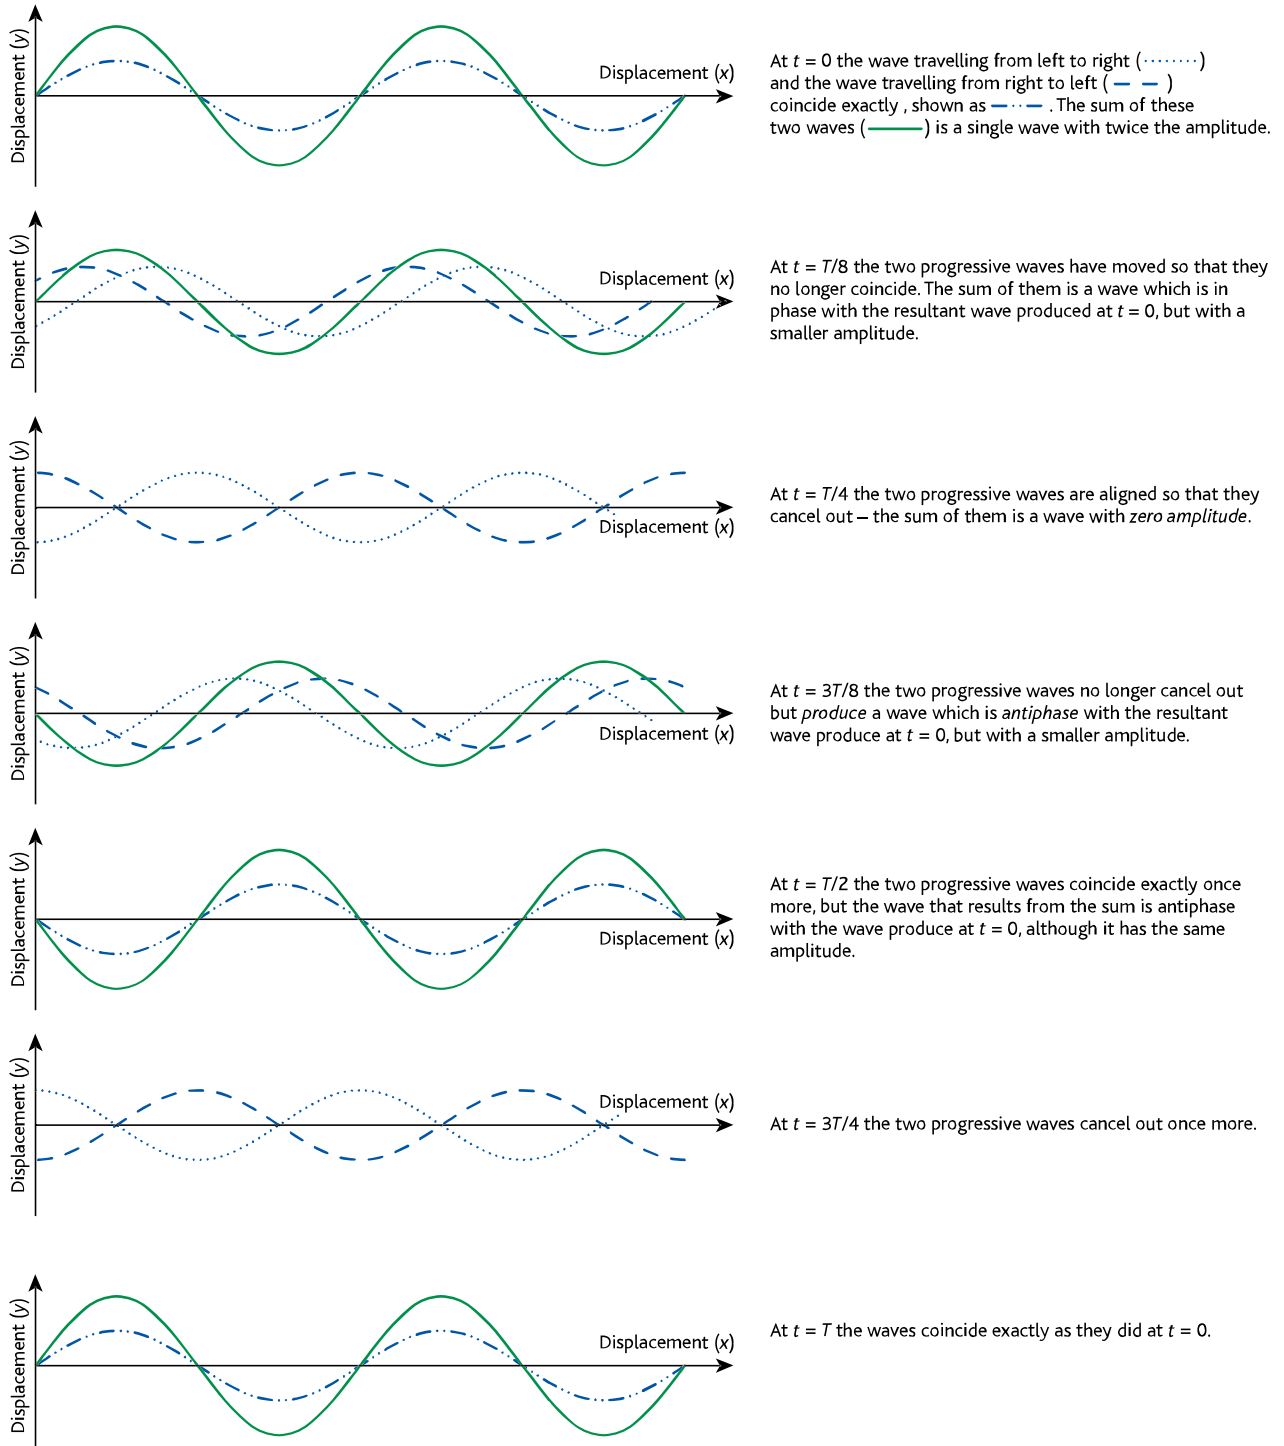 Displacement (y)
Displacement (x)
At t = 0 the wave travelling from left to right ( ········ )
and the wave travelling from right to left ( – – )
coincide exactly , shown as –··–··– . The sum of these
two waves ( —— ) is a single wave with twice the amplitude.
Displacement (y)
Displacement (x)
At t = T/8 the two progressive waves have moved so that they
no longer coincide. The sum of them is a wave which is in
phase with the resultant wave produced at t = 0, but with a
smaller amplitude.
Displacement (y)
Displacement (x)
At t = T/4 the two progressive waves are aligned so that they
cancel out – the sum of them is a wave with zero amplitude.
Displacement (y)
Displacement (x)
At t = 3T/8 the two progressive waves no longer cancel out
but produce a wave which is antiphase with the resultant
wave produce at t = 0, but with a smaller amplitude.
Displacement (y)
Displacement (x)
At t = T/2 the two progressive waves coincide exactly once
more, but the wave that results from the sum is antiphase
with the wave produce at t = 0, although it has the same
amplitude.
Displacement (y)
Displacement (x)
At t = 3T/4 the two progressive waves cancel out once more.
Displacement (y)
Displacement (x)
At t = T the waves coincide exactly as they did at t = 0.